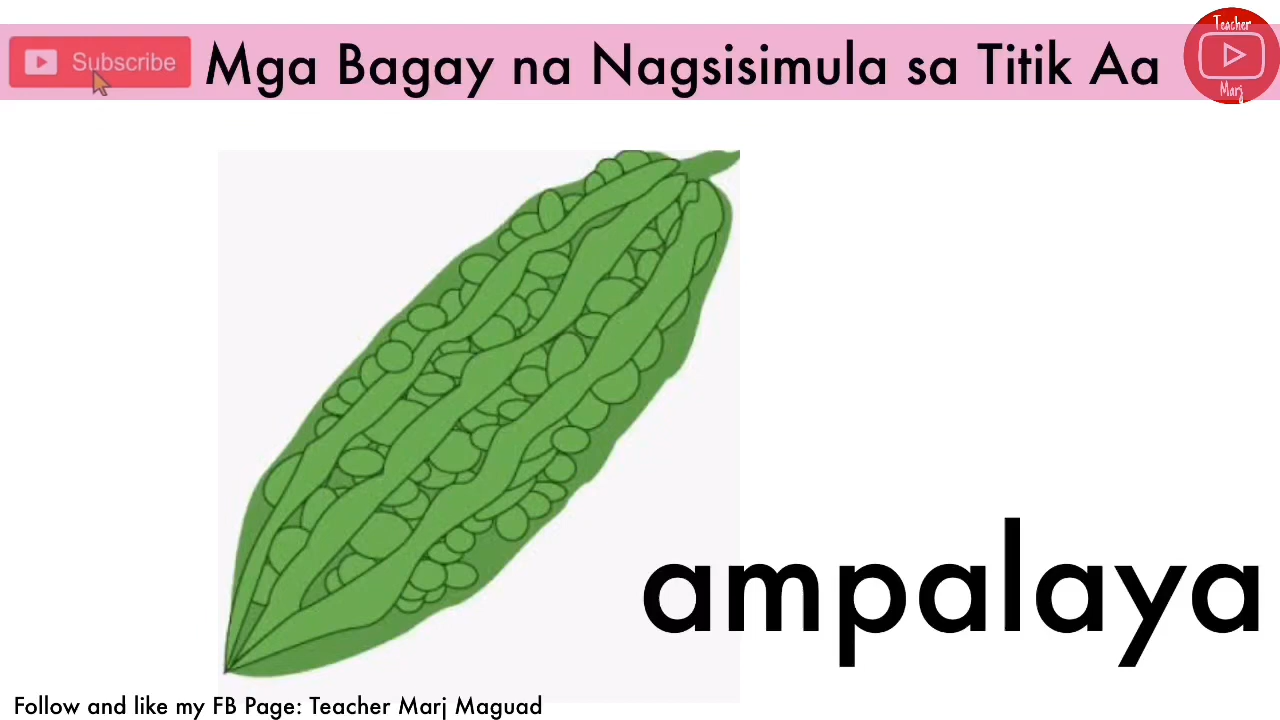 Subscribe
Mga Bagay na Nagsisimula sa Titik Aa
Teacher
Marj
ampalaya
Follow and like my FB Page: Teacher Marj Maguad